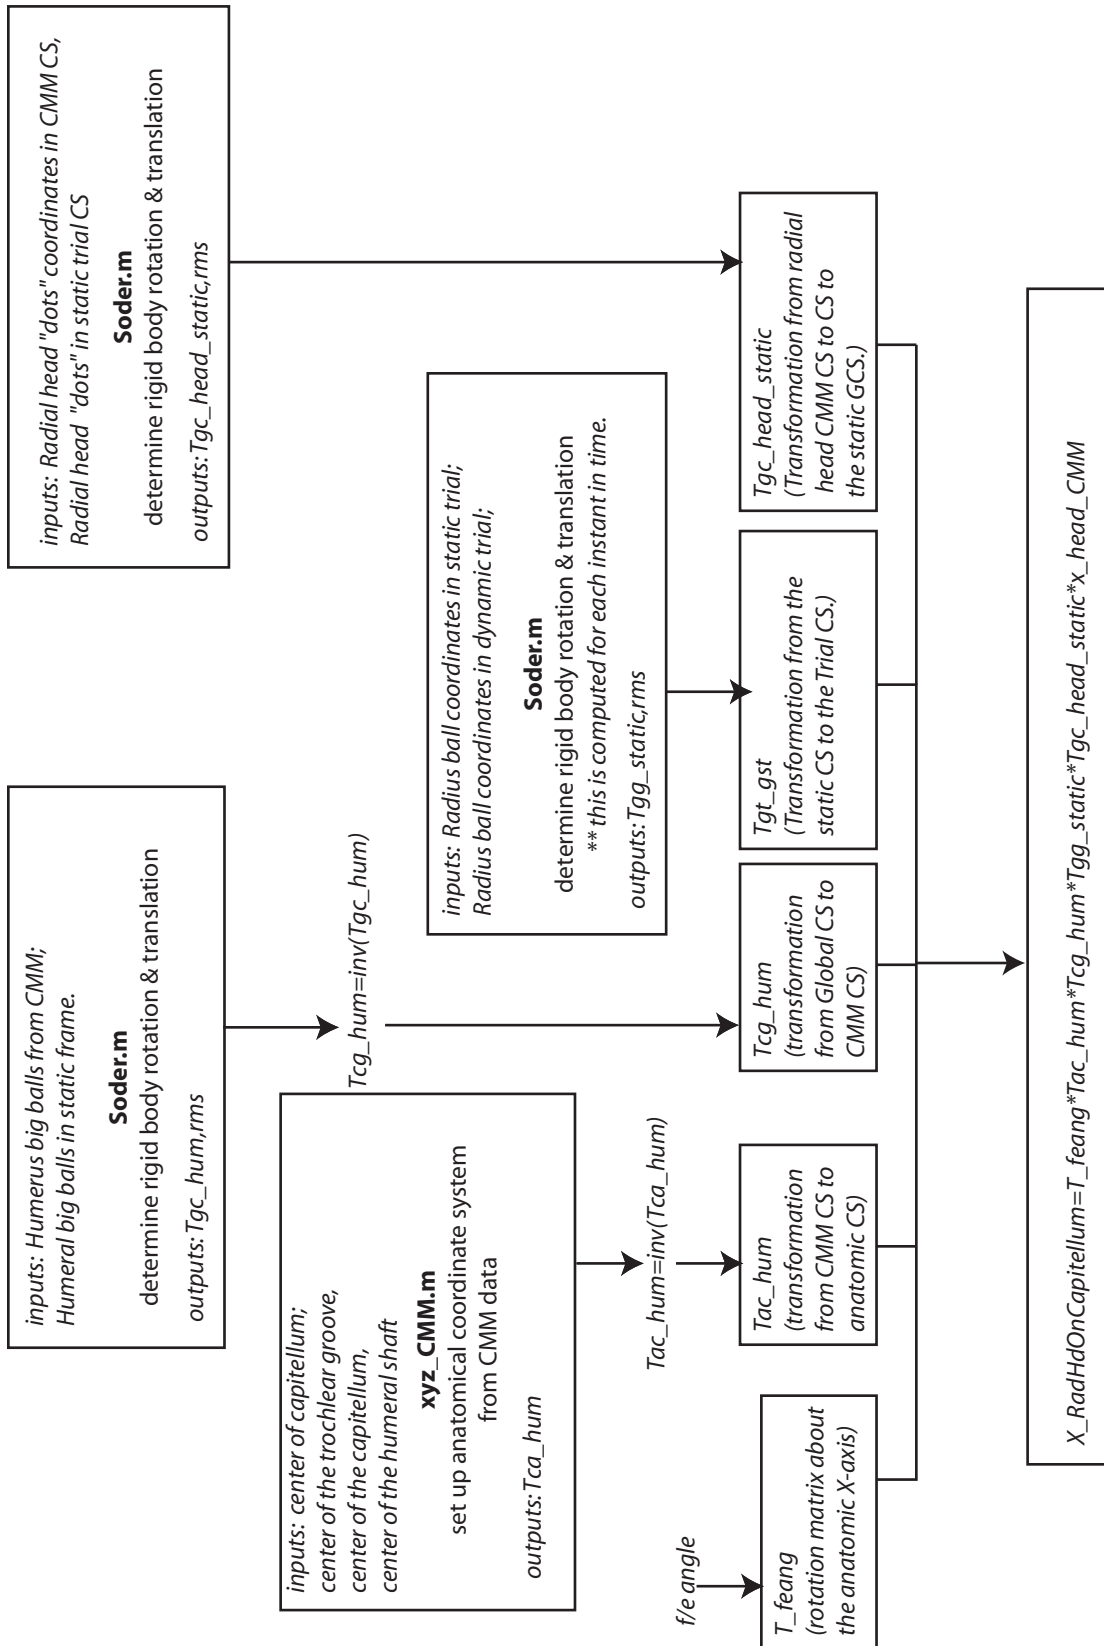 inputs: Humerus big balls from CMM;
Humeral big balls in static frame.
Soder.m
determine rigid body rotation & translation
outputs:Tgc_hum,rms
inputs: Radial head "dots" coordinates in CMM CS,
Radial head "dots" in static trial CS
Soder.m
determine rigid body rotation & translation
outputs:Tgc_head_static,rms
Tcg_hum=inv(Tgc_hum)
inputs: center of capitellum;
center of the trochlear groove,
center of the capitellum,
center of the humeral shaft
xyz_CMM.m
set up anatomical coordinate system
from CMM data
outputs:Tca_hum
inputs: Radius ball coordinates in static trial;
Radius ball coordinates in dynamic trial;
Soder.m
determine rigid body rotation & translation
** this is computed for each instant in time.
outputs:Tgg_static,rms
Tac_hum=inv(Tca_hum)
f/e angle
T_feang
(rotation matrix about
the anatomic X-axis)
Tac_hum
(transformation
from CMM CS to
anatomic CS)
Tcg_hum
(transformation
from Global CS to
CMM CS)
Tgt_gst
(Transformation from the
static CS to the Trial CS.)
Tgc_head_static
(Transformation from radial
head CMM CS to CS to
the static GCS.)
X_RadHdOnCapitellum=T_feang*Tac_hum*Tcg_hum*Tgg_static*Tgc_head_static*x_head_CMM